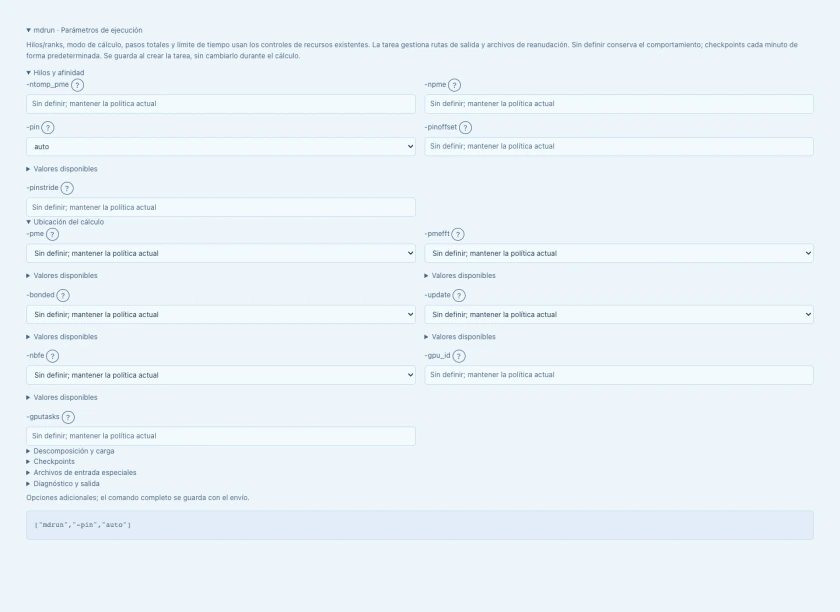 ▼ mdrun · Parámetros de ejecución
Hilos/ranks, modo de cálculo, pasos totales y límite de tiempo usan los controles de recursos existentes. La tarea gestiona rutas de salida y archivos de reanudación. Sin definir conserva el comportamiento; checkpoints cada minuto de
forma predeterminada. Se guarda al crear la tarea, sin cambiarlo durante el cálculo.
▼ Hilos y afinidad
-ntomp_pme ? -npme ?
Sin definir; mantener la política actual Sin definir; mantener la política actual
-pin ? -pinoffset ?
auto Sin definir; mantener la política actual
▶ Valores disponibles
-pinstride ?
Sin definir; mantener la política actual
▼ Ubicación del cálculo
-pme ? -pmefft ?
Sin definir; mantener la política actual Sin definir; mantener la política actual
▶ Valores disponibles ▶ Valores disponibles
-bonded ? -update ?
Sin definir; mantener la política actual Sin definir; mantener la política actual
▶ Valores disponibles ▶ Valores disponibles
-nbfe ? -gpu_id ?
Sin definir; mantener la política actual Sin definir; mantener la política actual
▶ Valores disponibles
-gputasks ?
Sin definir; mantener la política actual
▶ Descomposición y carga
▶ Checkpoints
▶ Archivos de entrada especiales
▶ Diagnóstico y salida
Opciones adicionales; el comando completo se guarda con el envío.
["mdrun","-pin","auto"]